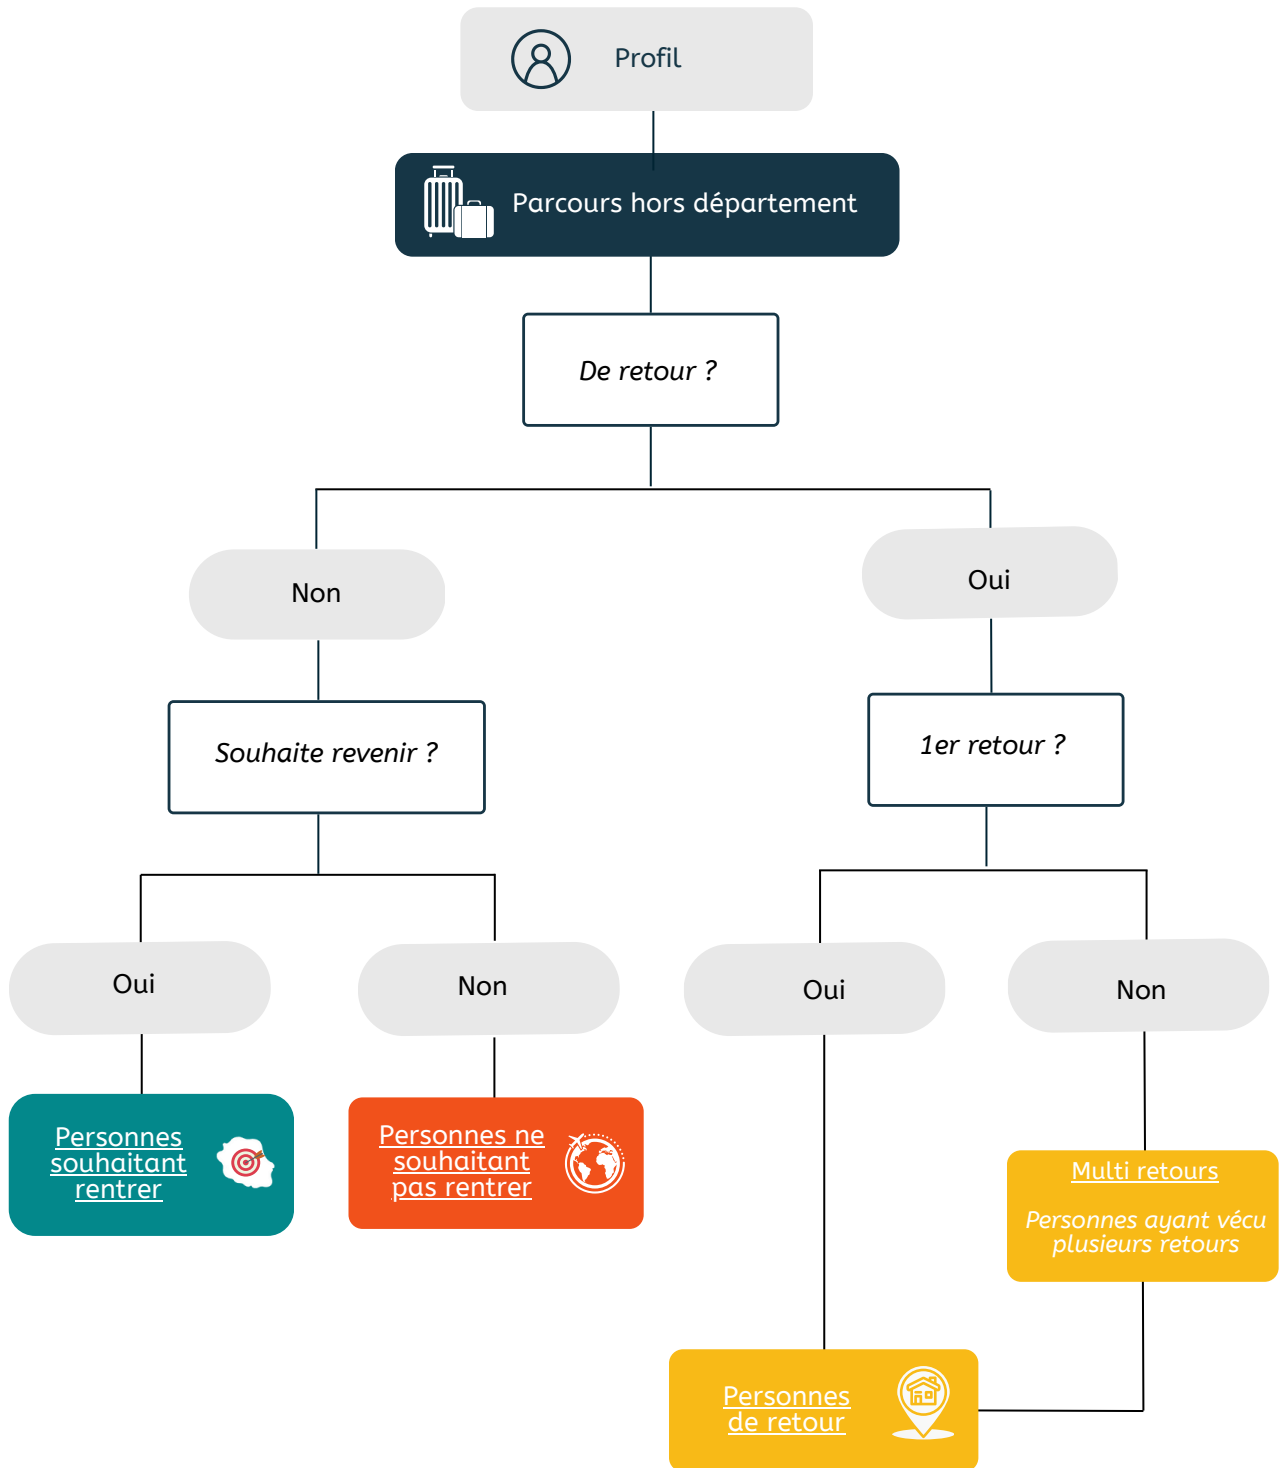 Profil
Parcours hors département
De retour ?
Non
Oui
Souhaite revenir ?
1er retour ?
Oui
Non
Oui
Non
Personnes
souhaitant
rentrer
Personnes ne
souhaitant
pas rentrer
Multi retours
Personnes ayant vécu
plusieurs retours
Personnes
de retour